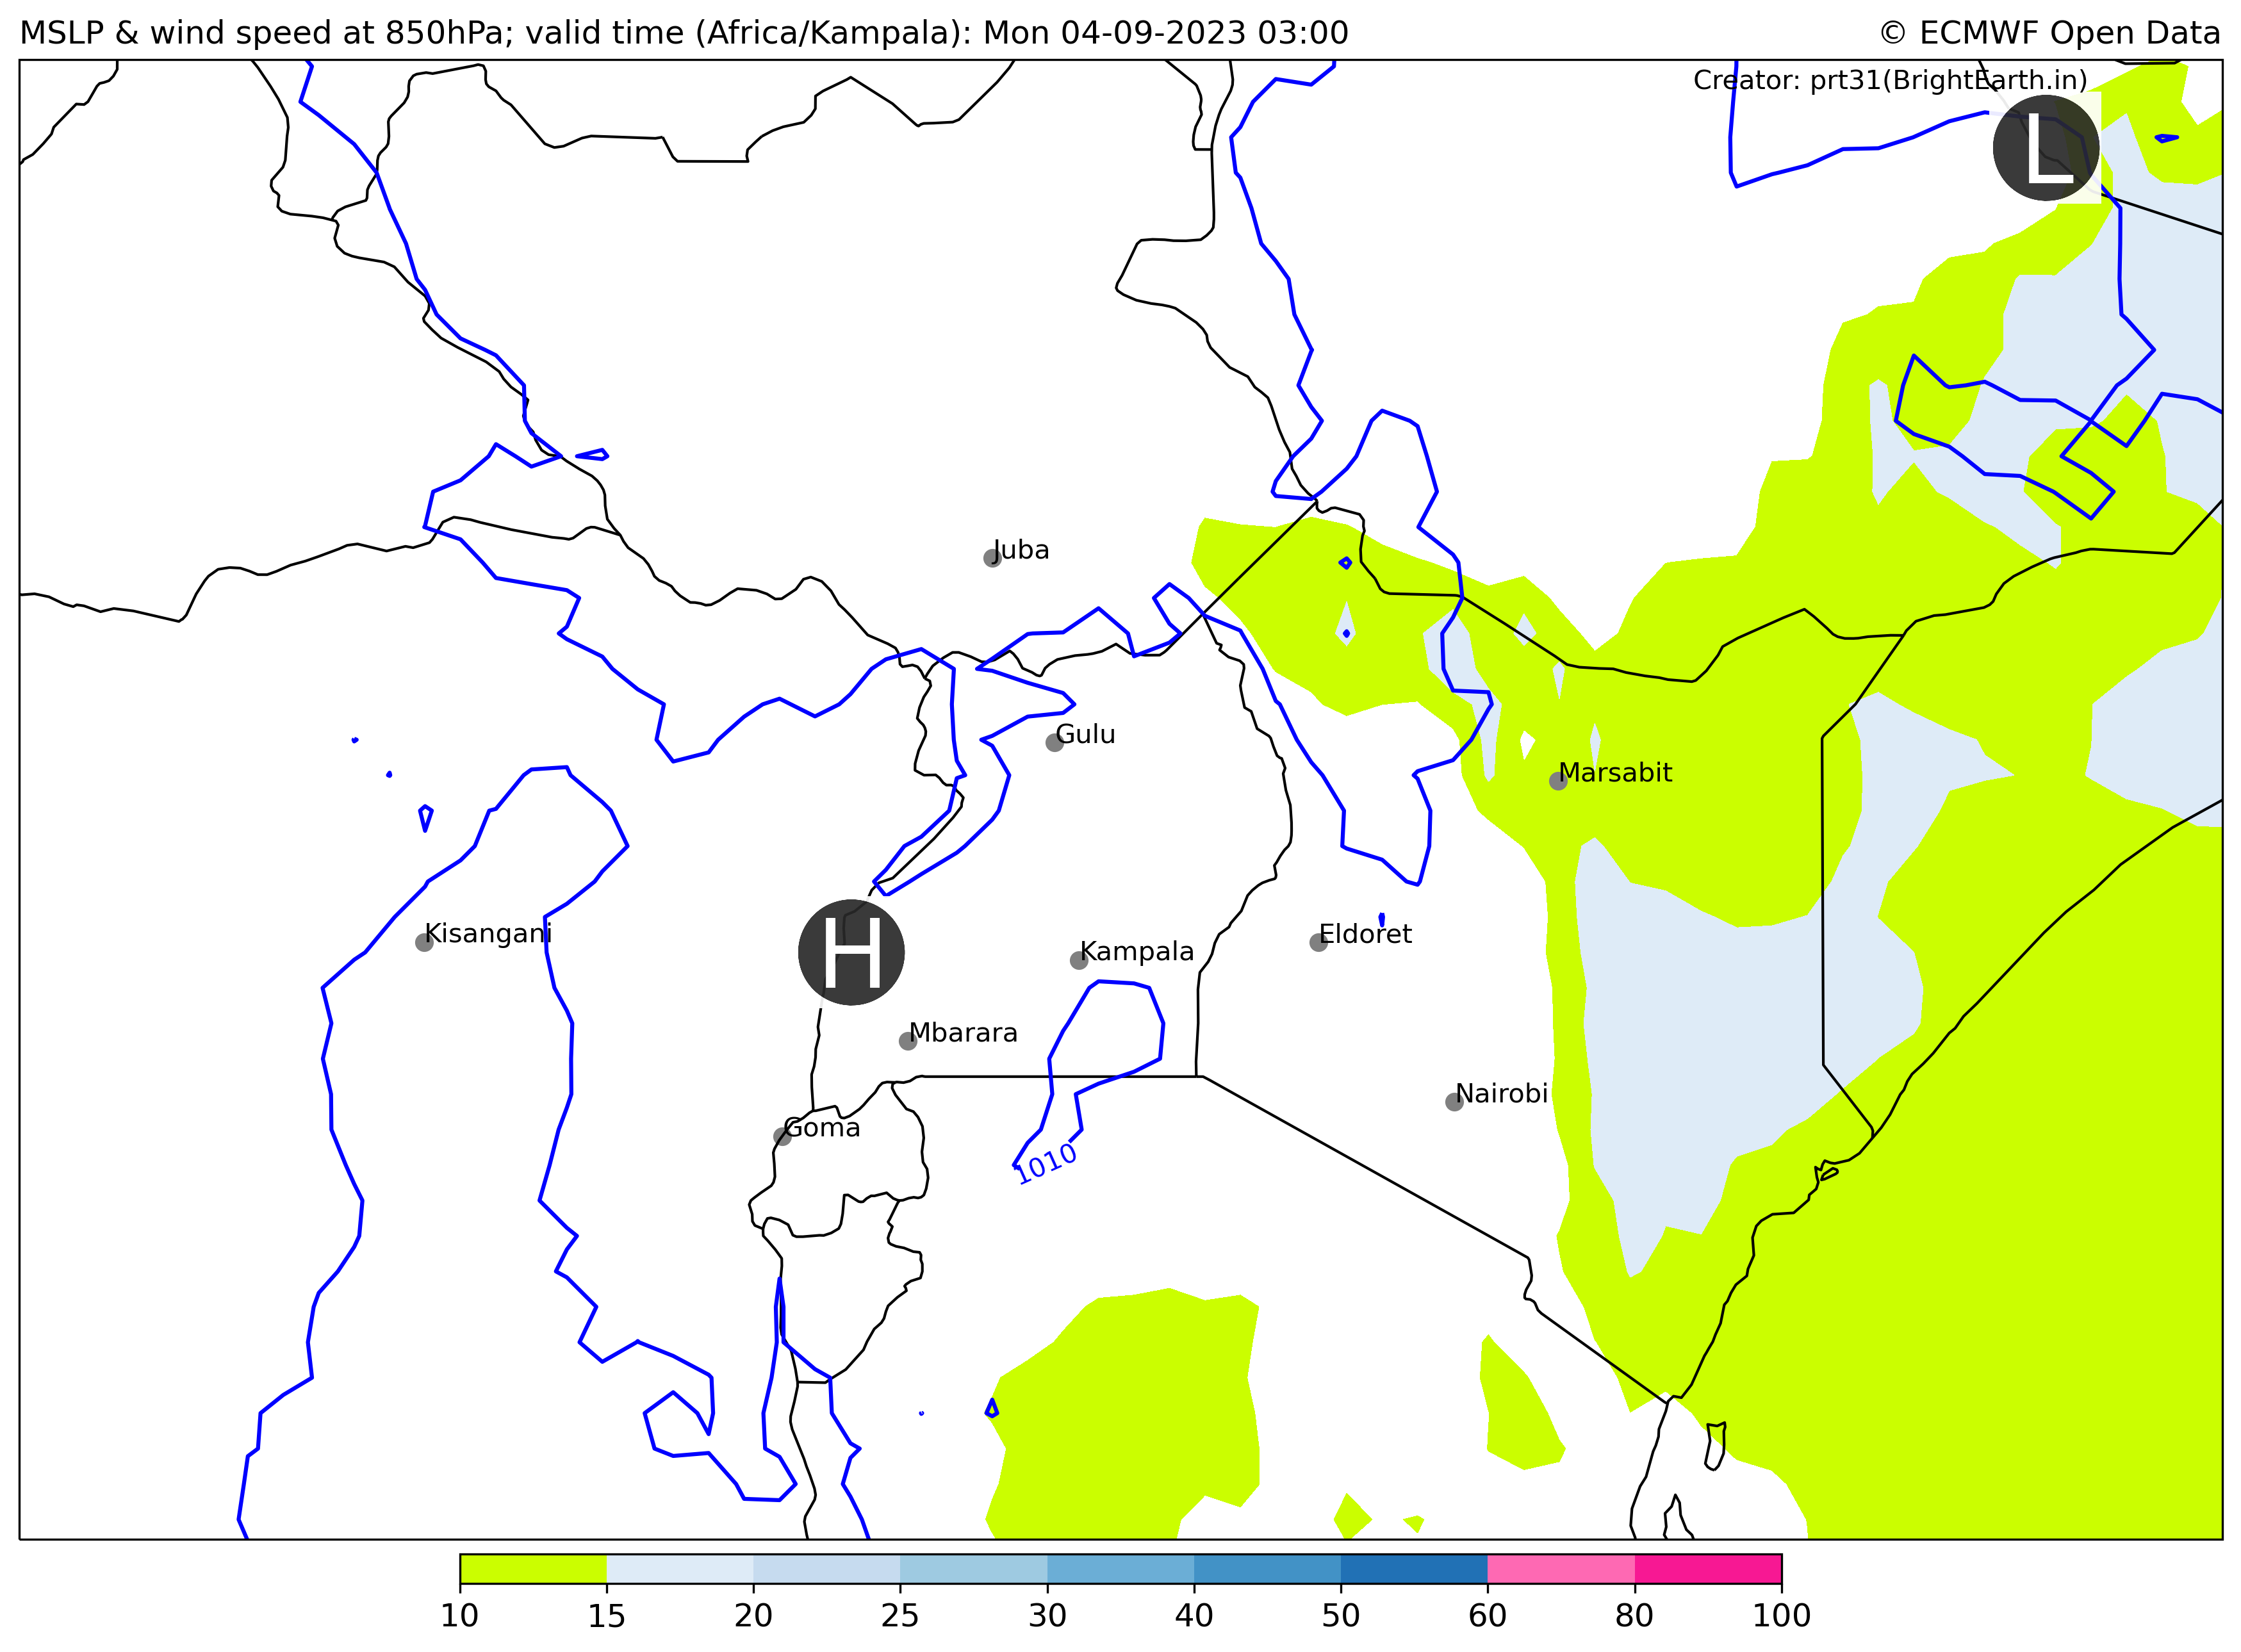 MSLP & wind speed at 850hPa; valid time (Africa/Kampala): Mon 04-09-2023 03:00
© ECMWF Open Data
Creator: prt31(BrightEarth.in)
L
Juba
Gulu
Marsabit
Kisangani
H
Kampala
Eldoret
Mbarara
Nairobi
Goma
1010
10 15 20 25 30 40 50 60 80 100